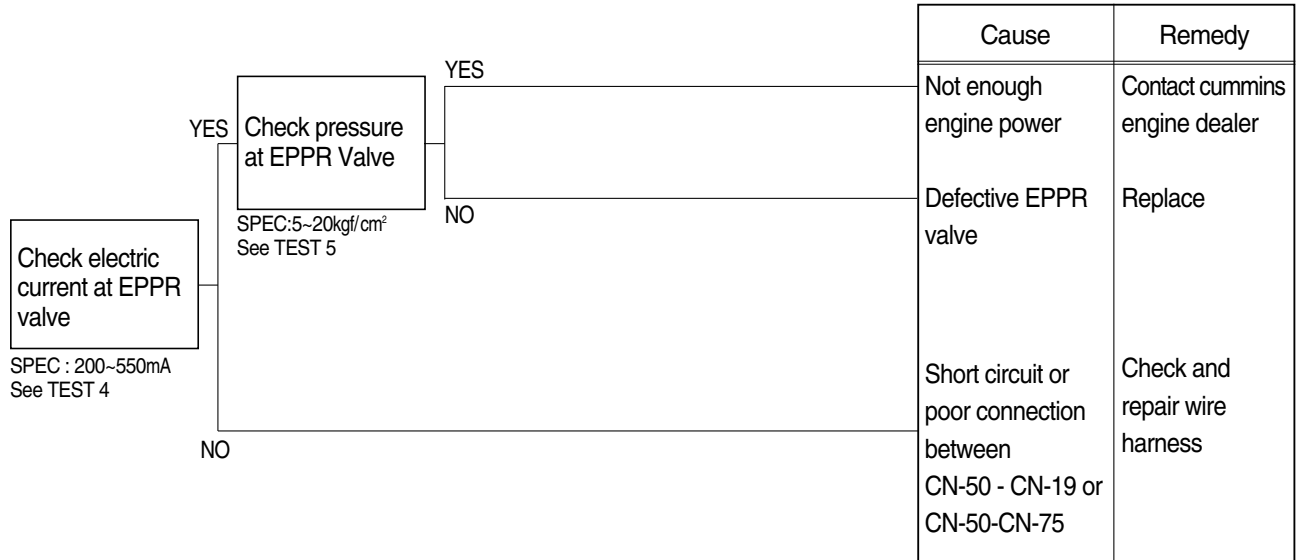 Cause
Remedy
YES
Not enough
engine power
Contact cummins
engine dealer
YES
Check pressure
at EPPR Valve
SPEC:5~20kgf/cm²
See TEST 5
NO
Defective EPPR
valve
Replace
Check electric
current at EPPR
valve
SPEC : 200~550mA
See TEST 4
NO
Short circuit or
poor connection
between
CN-50 - CN-19 or
CN-50-CN-75
Check and
repair wire
harness